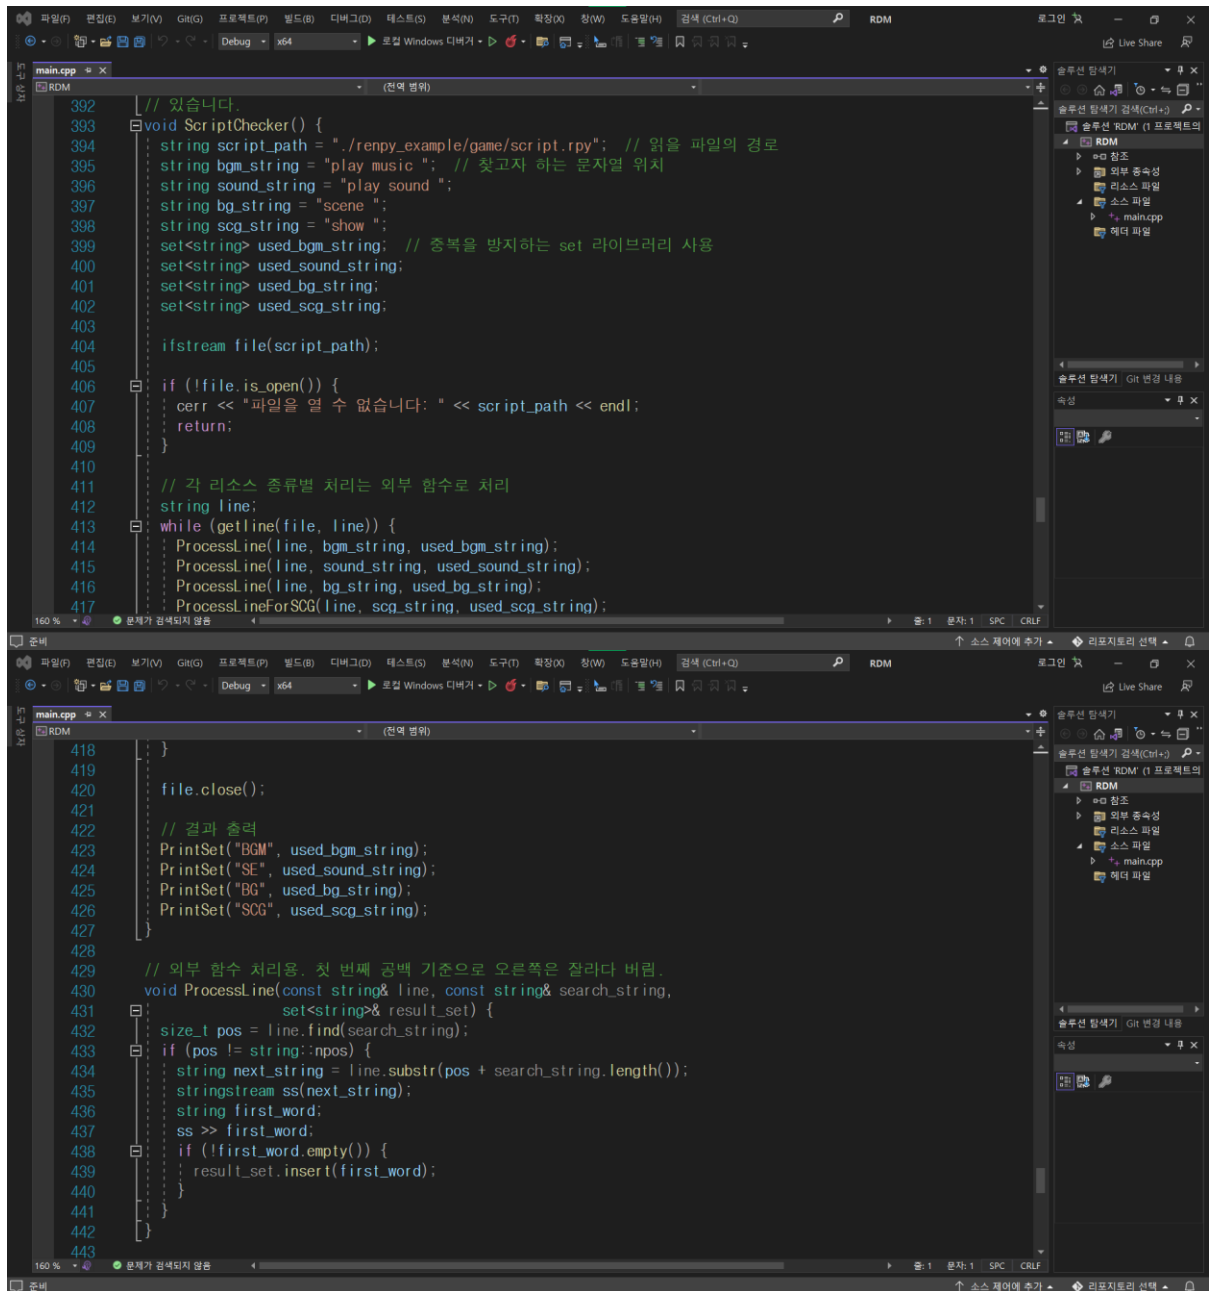 파일(F) 편집(E) 보기(V) Git(G) 프로젝트(P) 빌드(B) 디버그(D) 테스트(S) 분석(N) 도구(T) 확장(X) 창(W) 도움말(H) 검색 (Ctrl+Q) RDM 로그인
Debug x64 로컬 Windows 디버거 Live Share
도구 상자
main.cpp
RDM (전역 범위)
392 // 있습니다.
393 void ScriptChecker() {
394 string script_path = "./renpy_example/game/script.rpy"; // 읽을 파일의 경로
395 string bgm_string = "play music "; // 찾고자 하는 문자열 위치
396 string sound_string = "play sound ";
397 string bg_string = "scene ";
398 string scg_string = "show ";
399 set<string> used_bgm_string; // 중복을 방지하는 set 라이브러리 사용
400 set<string> used_sound_string;
401 set<string> used_bg_string;
402 set<string> used_scg_string;
403
404 ifstream file(script_path);
405
406 if (!file.is_open()) {
407 cerr << "파일을 열 수 없습니다: " << script_path << endl;
408 return;
409 }
410
411 // 각 리소스 종류별 처리는 외부 함수로 처리
412 string line;
413 while (getline(file, line)) {
414 ProcessLine(line, bgm_string, used_bgm_string);
415 ProcessLine(line, sound_string, used_sound_string);
416 ProcessLine(line, bg_string, used_bg_string);
417 ProcessLineForSCG(line, scg_string, used_scg_string);
160 % 문제가 검색되지 않음 줄: 1 문자: 1 SPC CRLF
솔루션 탐색기
솔루션 탐색기 검색(Ctrl+;)
솔루션 'RDM' (1 프로젝트의
RDM
참조
외부 종속성
리소스 파일
소스 파일
main.cpp
헤더 파일
솔루션 탐색기 Git 변경 내용
속성
준비 소스 제어에 추가 리포지토리 선택
파일(F) 편집(E) 보기(V) Git(G) 프로젝트(P) 빌드(B) 디버그(D) 테스트(S) 분석(N) 도구(T) 확장(X) 창(W) 도움말(H) 검색 (Ctrl+Q) RDM 로그인
Debug x64 로컬 Windows 디버거 Live Share
도구 상자
main.cpp
RDM (전역 범위)
418 }
419
420 file.close();
421
422 // 결과 출력
423 PrintSet("BGM", used_bgm_string);
424 PrintSet("SE", used_sound_string);
425 PrintSet("BG", used_bg_string);
426 PrintSet("SCG", used_scg_string);
427 }
428
429 // 외부 함수 처리용. 첫 번째 공백 기준으로 오른쪽은 잘라다 버림.
430 void ProcessLine(const string& line, const string& search_string,
431 set<string>& result_set) {
432 size_t pos = line.find(search_string);
433 if (pos != string::npos) {
434 string next_string = line.substr(pos + search_string.length());
435 stringstream ss(next_string);
436 string first_word;
437 ss >> first_word;
438 if (!first_word.empty()) {
439 result_set.insert(first_word);
440 }
441 }
442 }
443
160 % 문제가 검색되지 않음 줄: 1 문자: 1 SPC CRLF
솔루션 탐색기
솔루션 탐색기 검색(Ctrl+;)
솔루션 'RDM' (1 프로젝트의
RDM
참조
외부 종속성
리소스 파일
소스 파일
main.cpp
헤더 파일
솔루션 탐색기 Git 변경 내용
속성
준비 소스 제어에 추가 리포지토리 선택